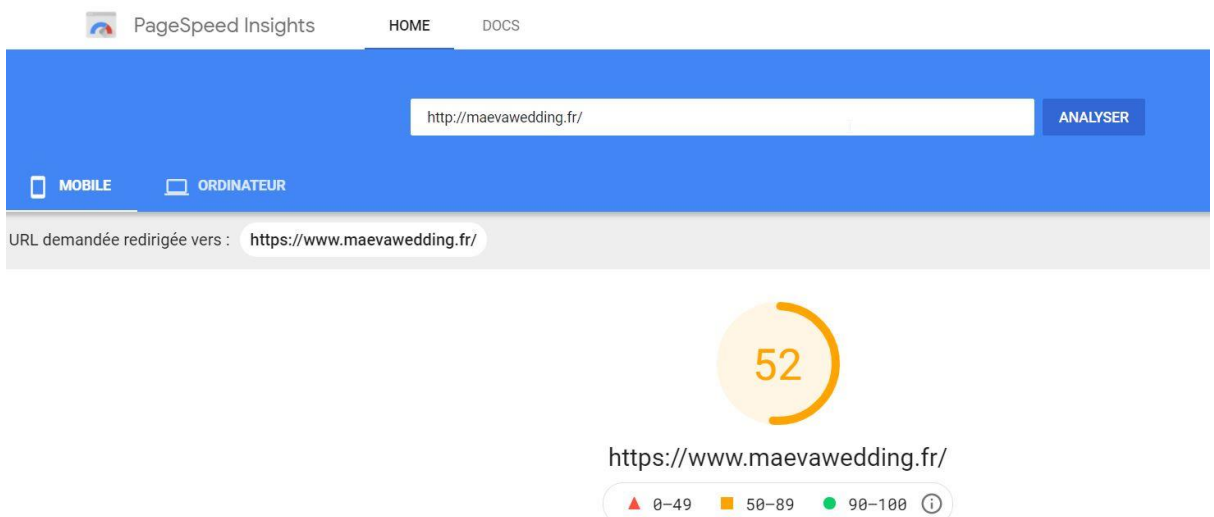 PageSpeed Insights HOME DOCS
http://maevawedding.fr/ ANALYSER
MOBILE ORDINATEUR
URL demandée redirigée vers : https://www.maevawedding.fr/
52
https://www.maevawedding.fr/
0–49 50–89 90–100